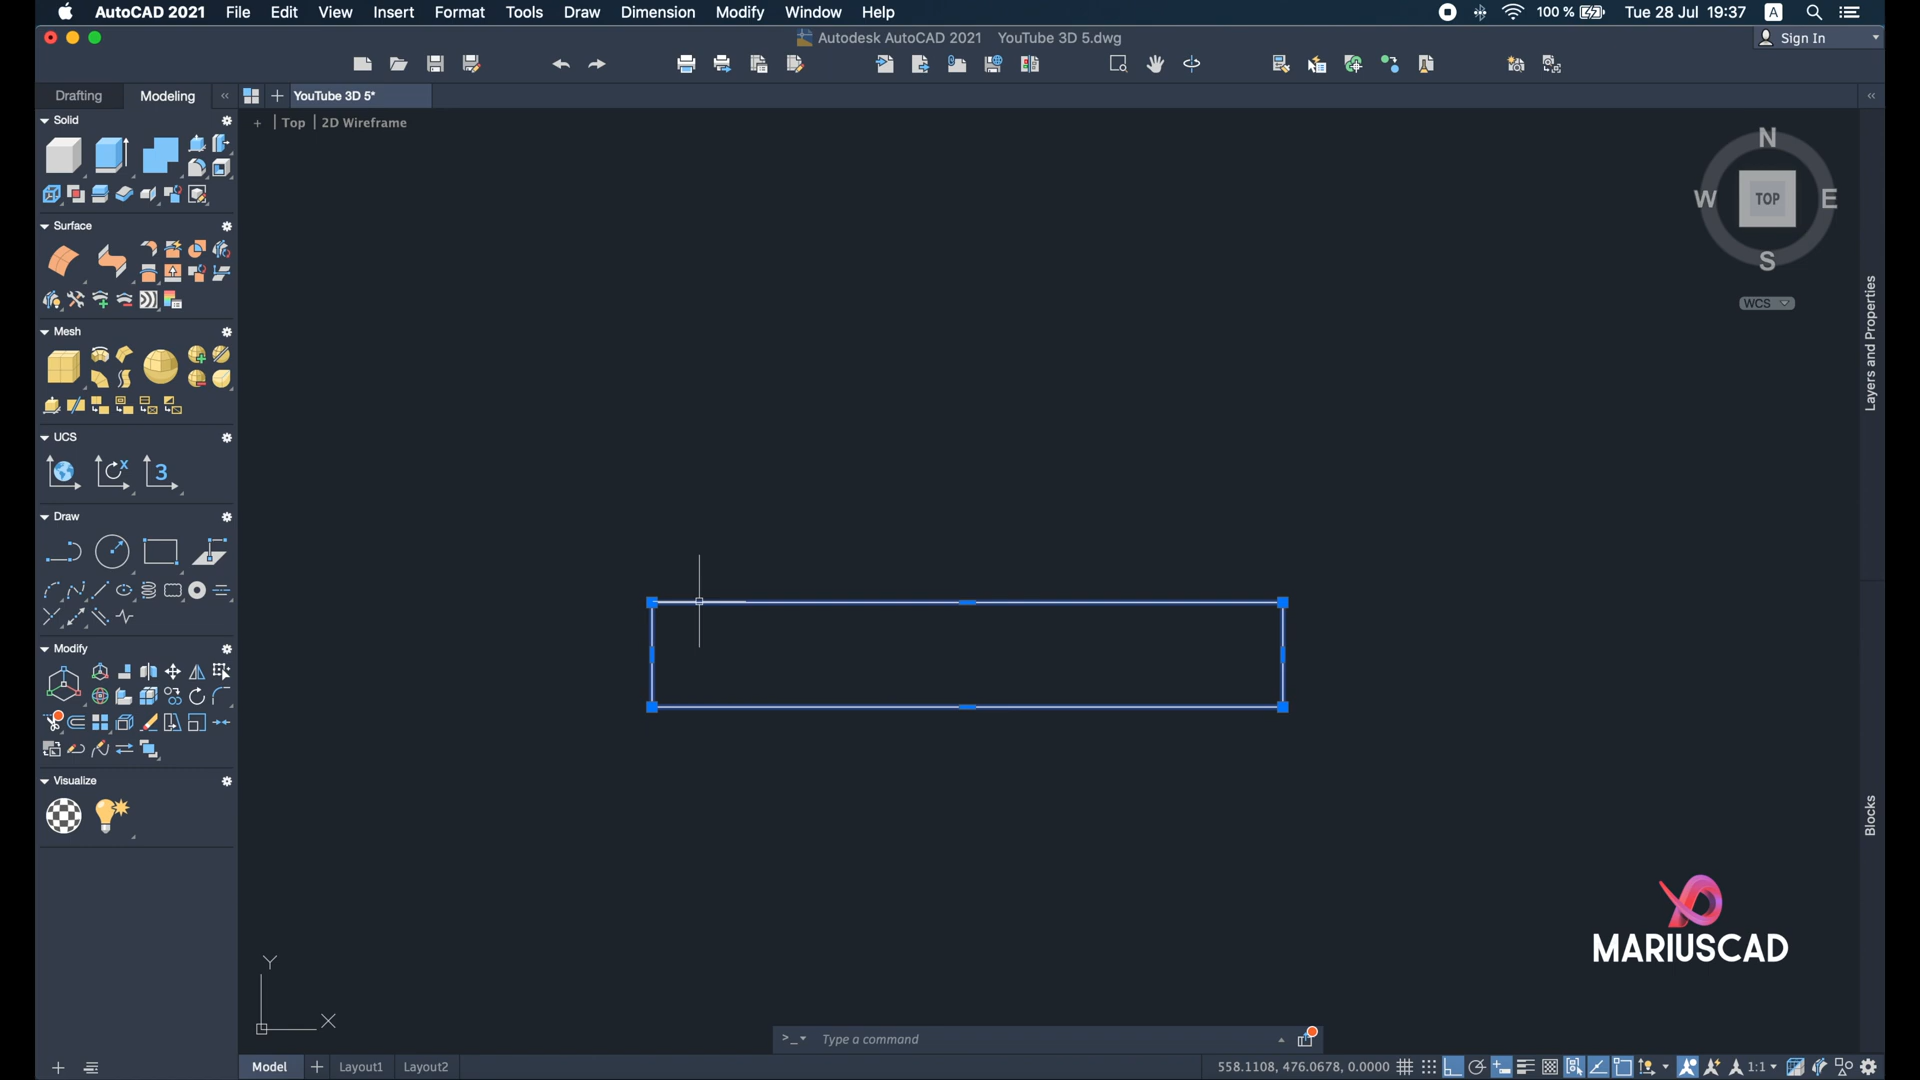 AutoCAD 2021 File Edit View Insert Format Tools Draw Dimension Modify Window Help 100 % Tue 28 Jul 19:37 A
Autodesk AutoCAD 2021 YouTube 3D 5.dwg Sign In
Drafting Modeling « + YouTube 3D 5* «
Solid
+ | Top | 2D Wireframe
N
W TOP E
S
WCS
Surface
Mesh
UCS
X 3
Draw
Modify
Visualize
Layers and Properties
Blocks
MARIUSCAD
Y
X
>_ Type a command
Model + Layout1 Layout2 558.1108, 476.0678, 0.0000 1:1